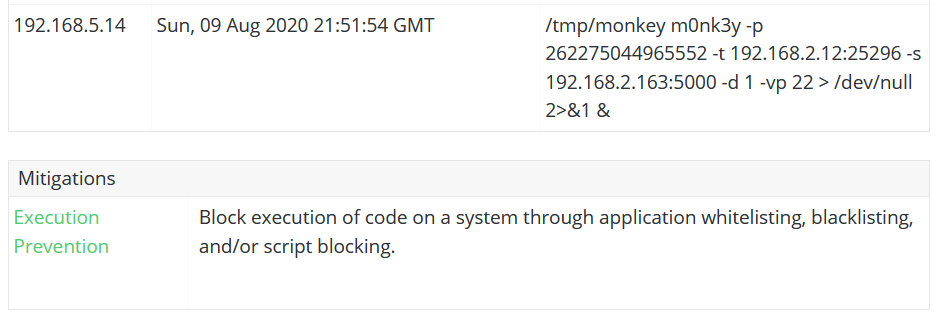 192.168.5.14 Sun, 09 Aug 2020 21:51:54 GMT /tmp/monkey m0nk3y -p
262275044965552 -t 192.168.2.12:25296 -s
192.168.2.163:5000 -d 1 -vp 22 > /dev/null
2>&1 &
Mitigations
Execution Block execution of code on a system through application whitelisting, blacklisting,
Prevention and/or script blocking.